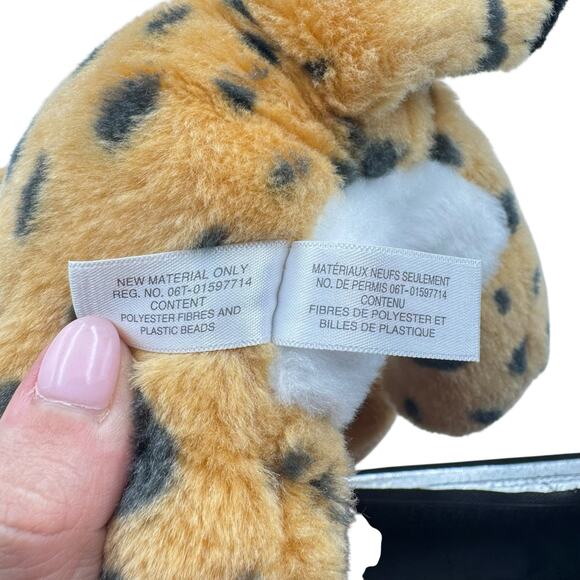 NEW MATERIAL ONLY
REG. NO. 06T-01597714
CONTENT
POLYESTER FIBRES AND
PLASTIC BEADS
MATÉRIAUX NEUFS SEULEMENT
NO. DE PERMIS 06T-01597714
CONTENU
FIBRES DE POLYESTER ET
BILLES DE PLASTIQUE